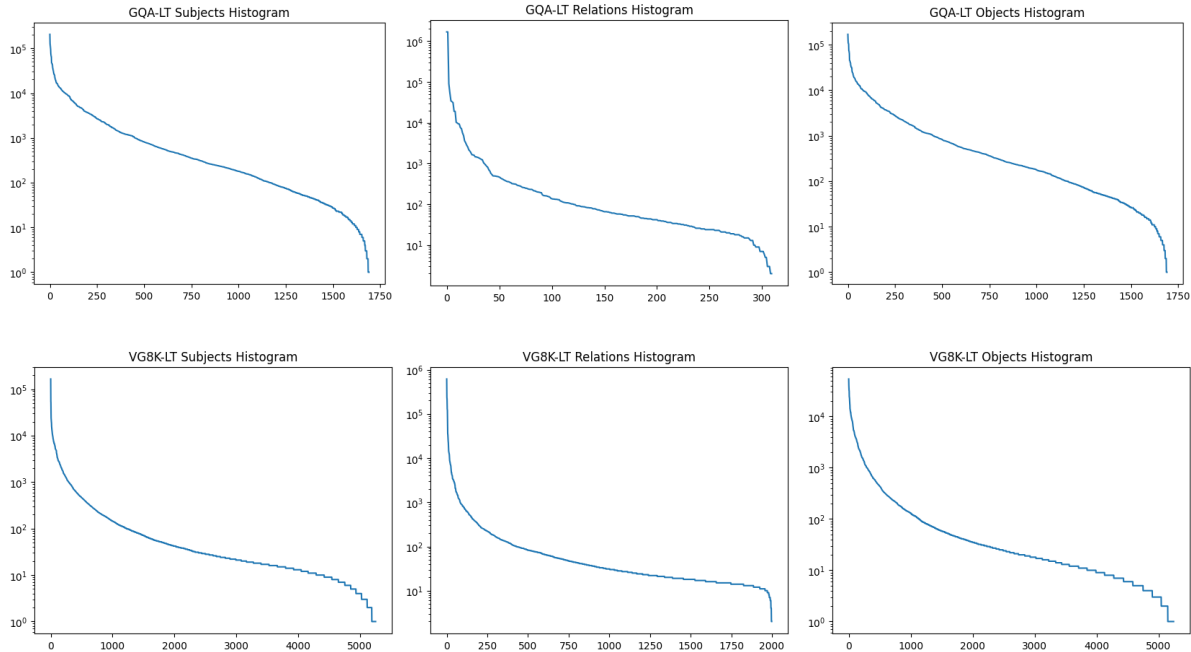 GQA-LT Subjects Histogram
10^5
10^4
10^3
10^2
10^1
10^0
0 250 500 750 1000 1250 1500 1750
GQA-LT Relations Histogram
10^6
10^5
10^4
10^3
10^2
10^1
0 50 100 150 200 250 300
GQA-LT Objects Histogram
10^5
10^4
10^3
10^2
10^1
10^0
0 250 500 750 1000 1250 1500 1750
VG8K-LT Subjects Histogram
10^5
10^4
10^3
10^2
10^1
10^0
0 1000 2000 3000 4000 5000
VG8K-LT Relations Histogram
10^6
10^5
10^4
10^3
10^2
10^1
0 250 500 750 1000 1250 1500 1750 2000
VG8K-LT Objects Histogram
10^4
10^3
10^2
10^1
10^0
0 1000 2000 3000 4000 5000